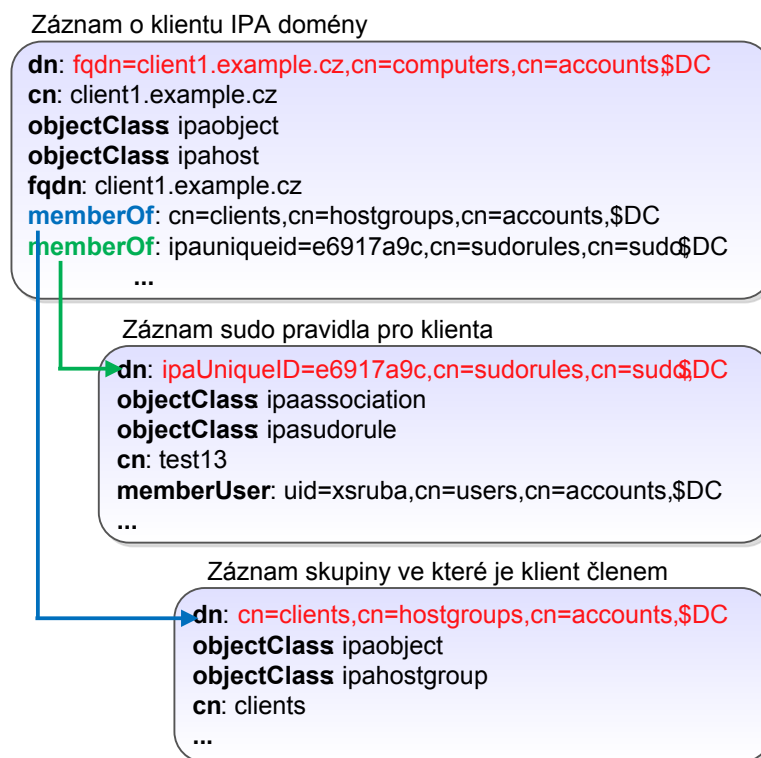 Záznam o klientu IPA domény
dn: fqdn=client1.example.cz,cn=computers,cn=accounts,$DC
cn: client1.example.cz
objectClass: ipaobject
objectClass: ipahost
fqdn: client1.example.cz
memberOf: cn=clients,cn=hostgroups,cn=accounts,$DC
memberOf: ipauniqueid=e6917a9c,cn=sudorules,cn=sudo,$DC
...
Záznam sudo pravidla pro klienta
dn: ipaUniqueID=e6917a9c,cn=sudorules,cn=sudo,$DC
objectClass: ipaassociation
objectClass: ipasudorule
cn: test13
memberUser: uid=xsruba,cn=users,cn=accounts,$DC
...
Záznam skupiny ve které je klient členem
dn: cn=clients,cn=hostgroups,cn=accounts,$DC
objectClass: ipaobject
objectClass: ipahostgroup
cn: clients
...